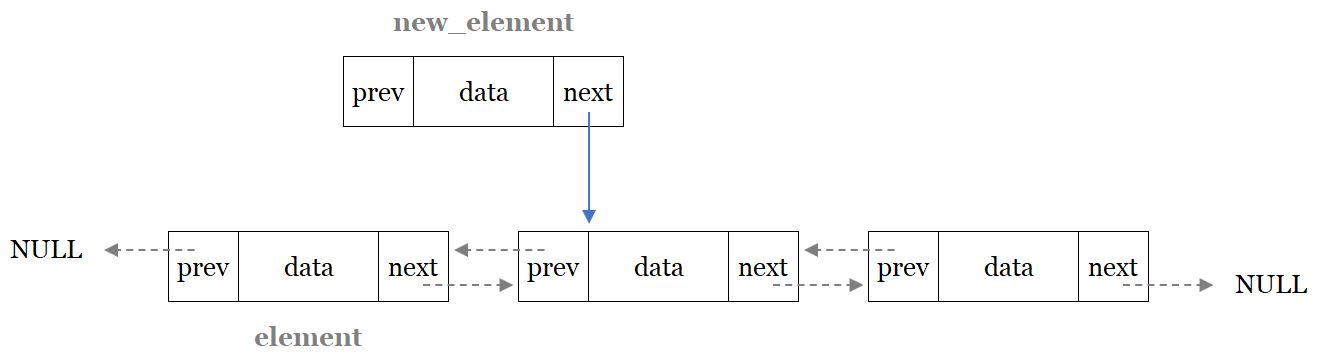 new_element
prev data next
NULL prev data next prev data next prev data next NULL
element